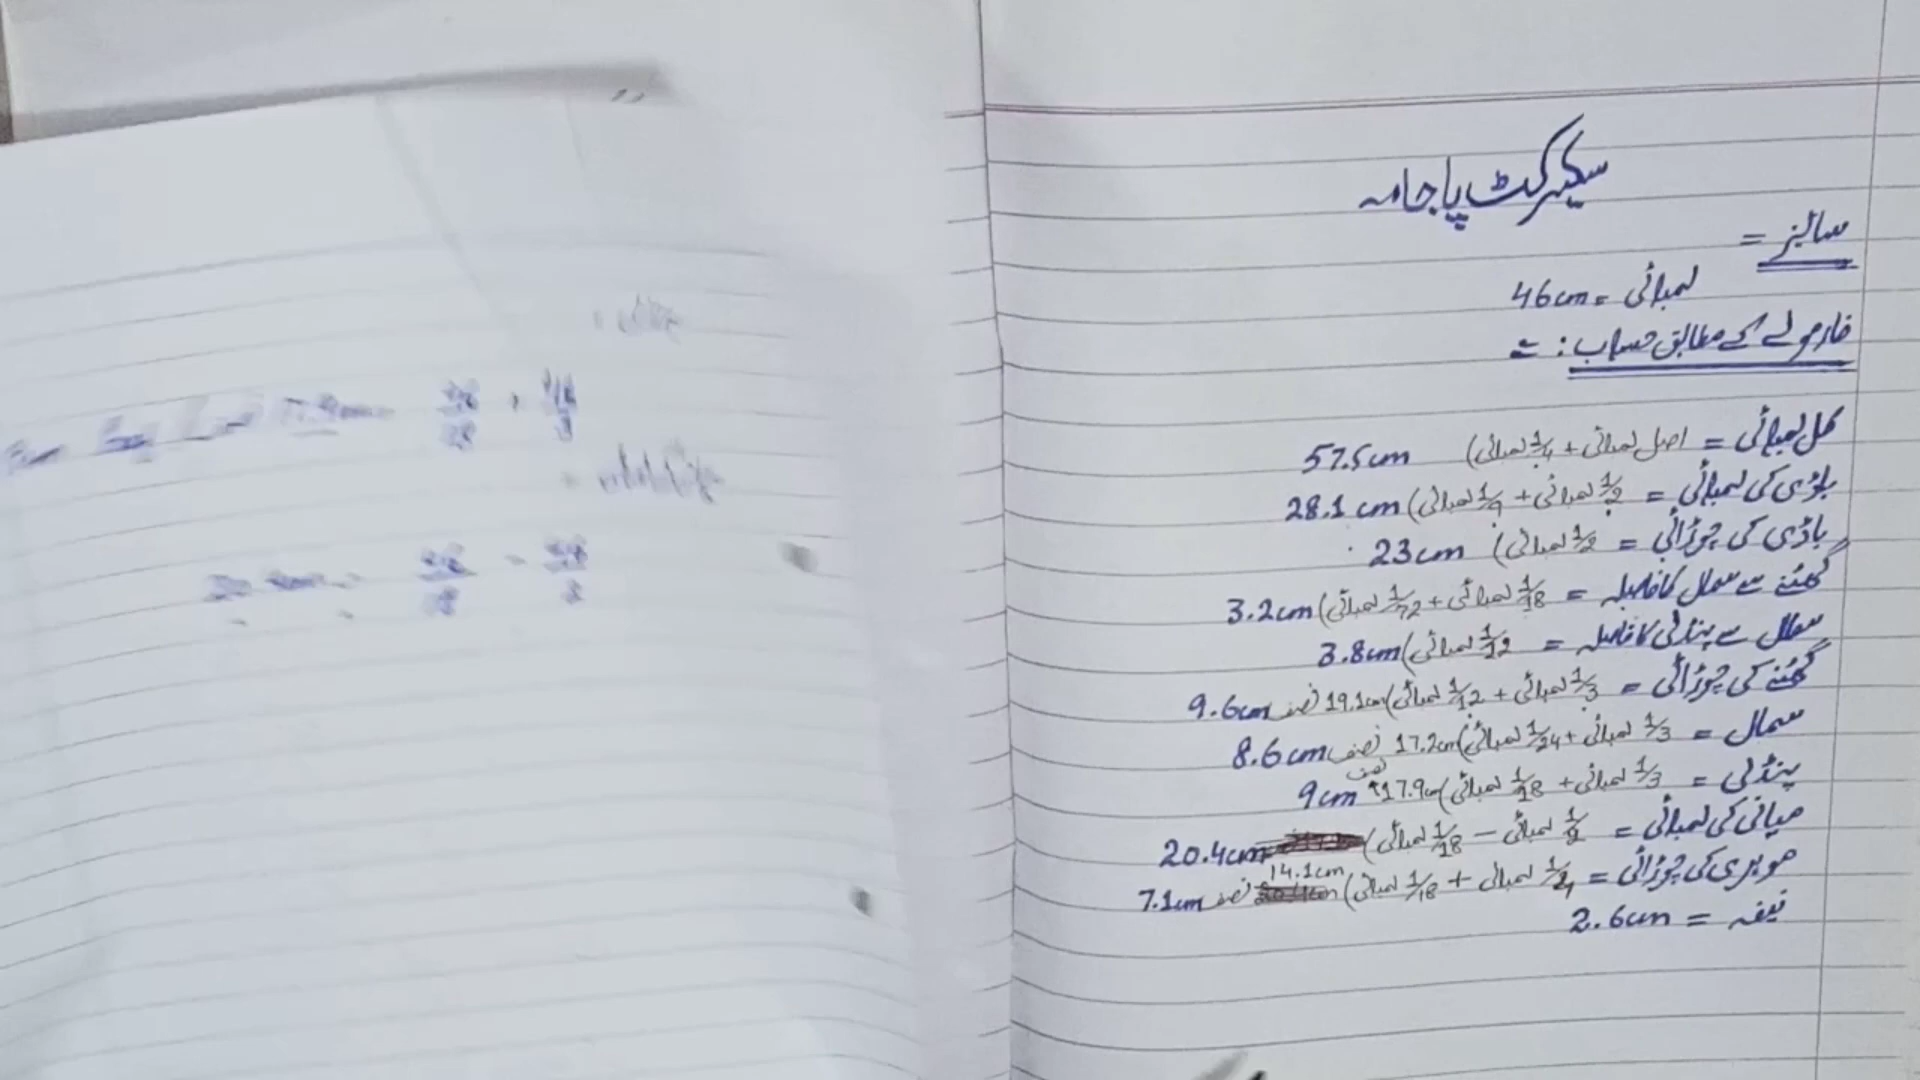 سکیر کٹ پاجامہ
سائز =
لمبائی = 46cm
فارمولے کے مطابق حساب : =
کل لمبائی = اصل لمبائی + 1/4 لمبائی) 57.5cm
باڈی کی لمبائی = 1/2 لمبائی + 1/9 لمبائی) 28.1 cm
باڈی کی چوڑائی = 1/2 لمبائی) 23cm
گھٹنے سے سمال کا فاصلہ = 1/18 لمبائی + 1/72 لمبائی) 3.2cm
سمال سے پنڈلی کا فاصلہ = 1/12 لمبائی) 3.8cm
گھٹنے کی چوڑائی = 1/3 لمبائی + 1/12 لمبائی) 19.1cm نصف 9.6cm
سمال = 1/3 لمبائی + 1/24 لمبائی) 17.2cm نصف 8.6cm
پنڈلی = 1/3 لمبائی + 1/18 لمبائی) 17.9cm نصف 9cm
میانی کی لمبائی = 1/2 لمبائی – 1/18 لمبائی) 20.4cm
موہری کی چوڑائی = 1/4 لمبائی + 1/18 لمبائی) 14.1cm نصف 7.1cm
نیفہ = 2.6cm